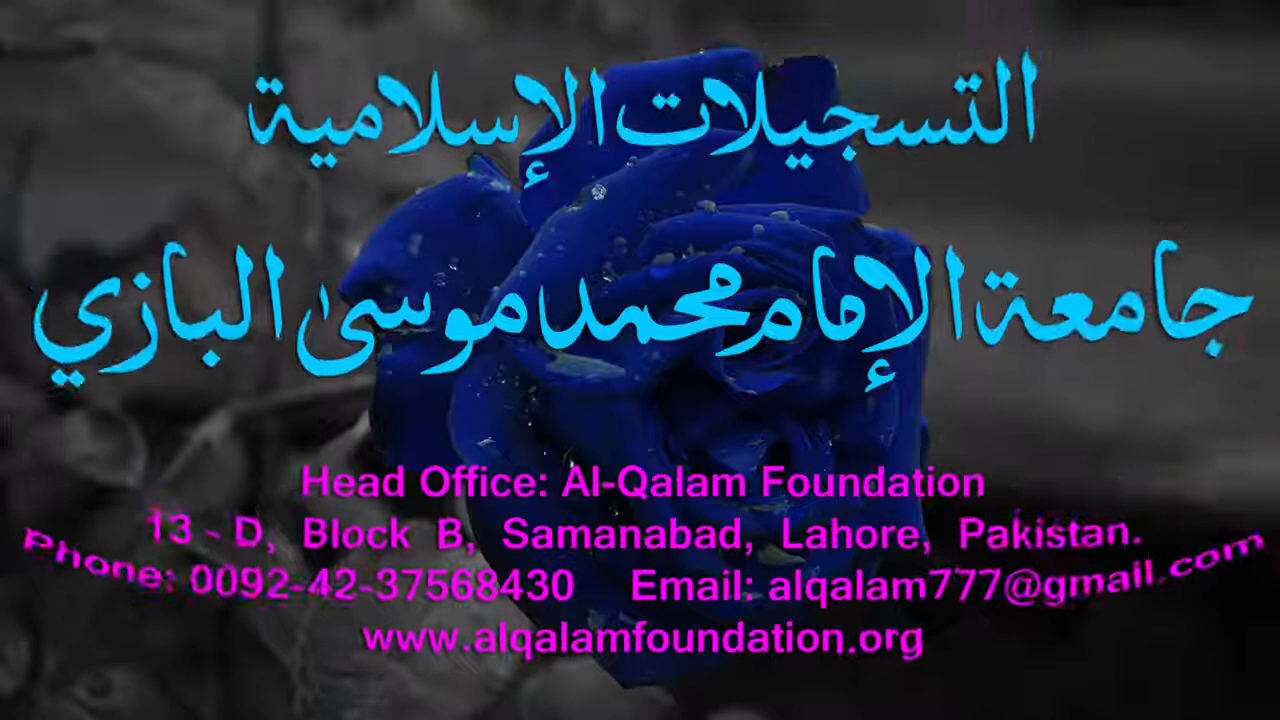 التسجيلات الإسلامية
جامعة الإمام محمد موسىٰ البازي
Head Office: Al-Qalam Foundation
13 - D, Block B, Samanabad, Lahore, Pakistan.
Phone: 0092-42-37568430 Email: alqalam777@gmail.com
www.alqalamfoundation.org